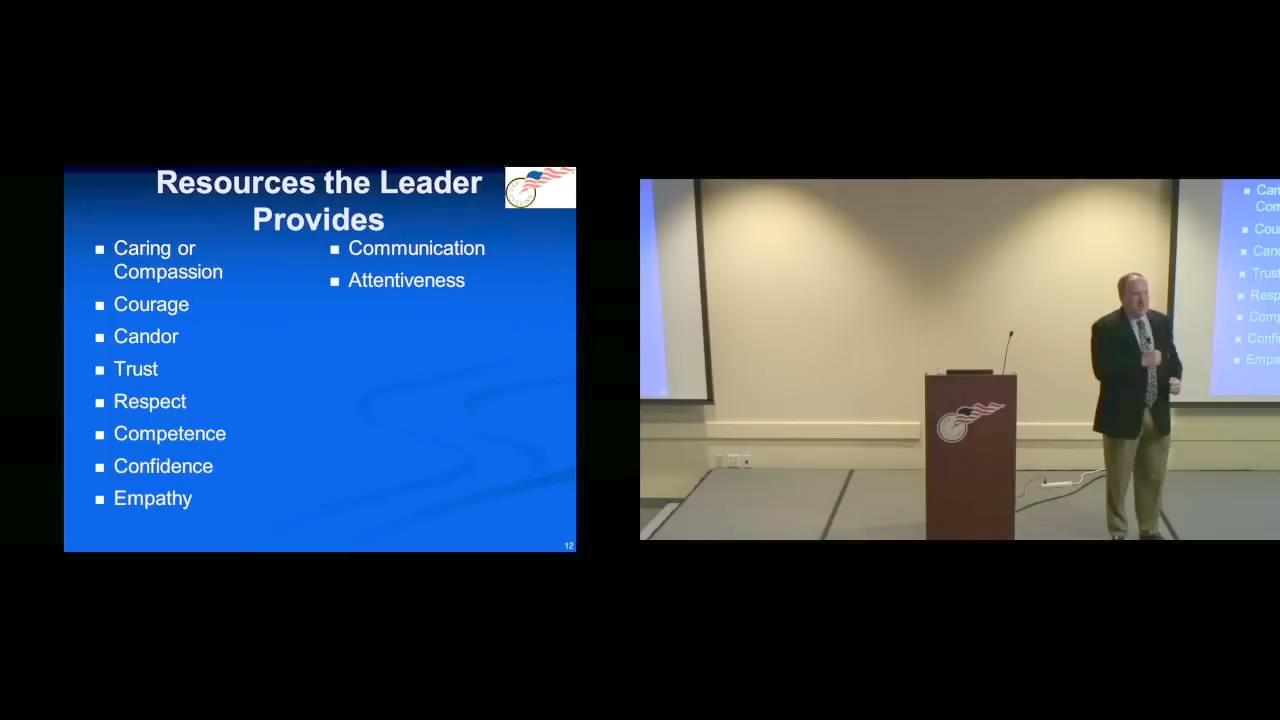 Resources the Leader
Provides
■ Caring or
Compassion
■ Courage
■ Candor
■ Trust
■ Respect
■ Competence
■ Confidence
■ Empathy
■ Communication
■ Attentiveness
12